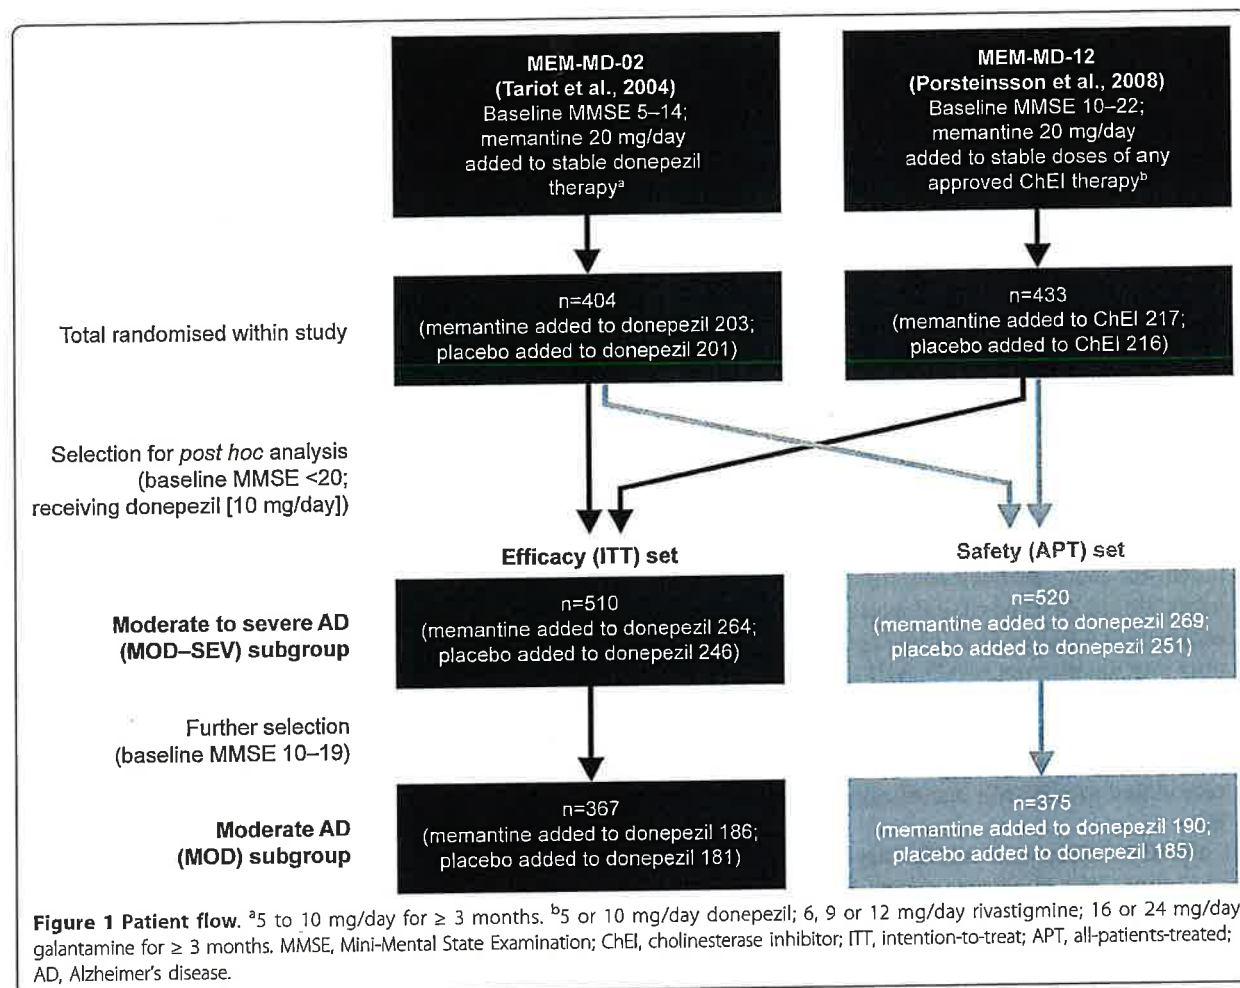 MEM-MD-02
(Tariot et al., 2004)
Baseline MMSE 5–14;
memantine 20 mg/day
added to stable donepezil
therapyᵃ
MEM-MD-12
(Porsteinsson et al., 2008)
Baseline MMSE 10–22;
memantine 20 mg/day
added to stable doses of any
approved ChEI therapyᵇ
Total randomised within study
n=404
(memantine added to donepezil 203;
placebo added to donepezil 201)
n=433
(memantine added to ChEI 217;
placebo added to ChEI 216)
Selection for post hoc analysis
(baseline MMSE <20;
receiving donepezil [10 mg/day])
Efficacy (ITT) set
Safety (APT) set
Moderate to severe AD
(MOD–SEV) subgroup
n=510
(memantine added to donepezil 264;
placebo added to donepezil 246)
n=520
(memantine added to donepezil 269;
placebo added to donepezil 251)
Further selection
(baseline MMSE 10–19)
Moderate AD
(MOD) subgroup
n=367
(memantine added to donepezil 186;
placebo added to donepezil 181)
n=375
(memantine added to donepezil 190;
placebo added to donepezil 185)
Figure 1 Patient flow. ᵃ5 to 10 mg/day for ≥ 3 months. ᵇ5 or 10 mg/day donepezil; 6, 9 or 12 mg/day rivastigmine; 16 or 24 mg/day
galantamine for ≥ 3 months. MMSE, Mini-Mental State Examination; ChEI, cholinesterase inhibitor; ITT, intention-to-treat; APT, all-patients-treated;
AD, Alzheimer's disease.